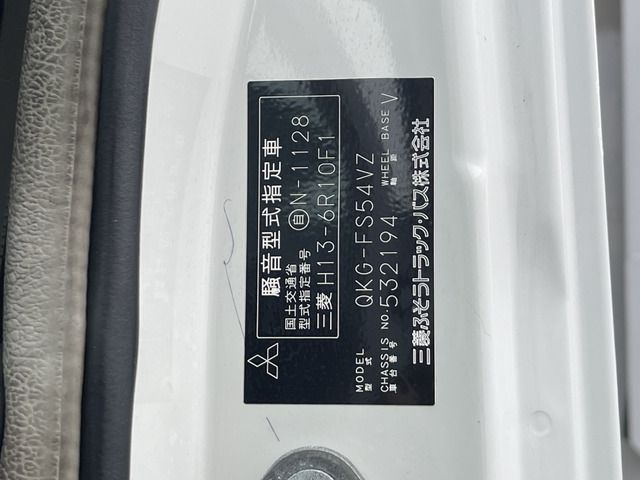 騒音型式指定車
国土交通省
型式指定番号 自N-1128
三菱 H13-6R10F1
MODEL
型式 QKG-FS54VZ
CHASSIS NO. 532194 WHEEL BASE V
車台番号 軸距
三菱ふそうトラック・バス株式会社